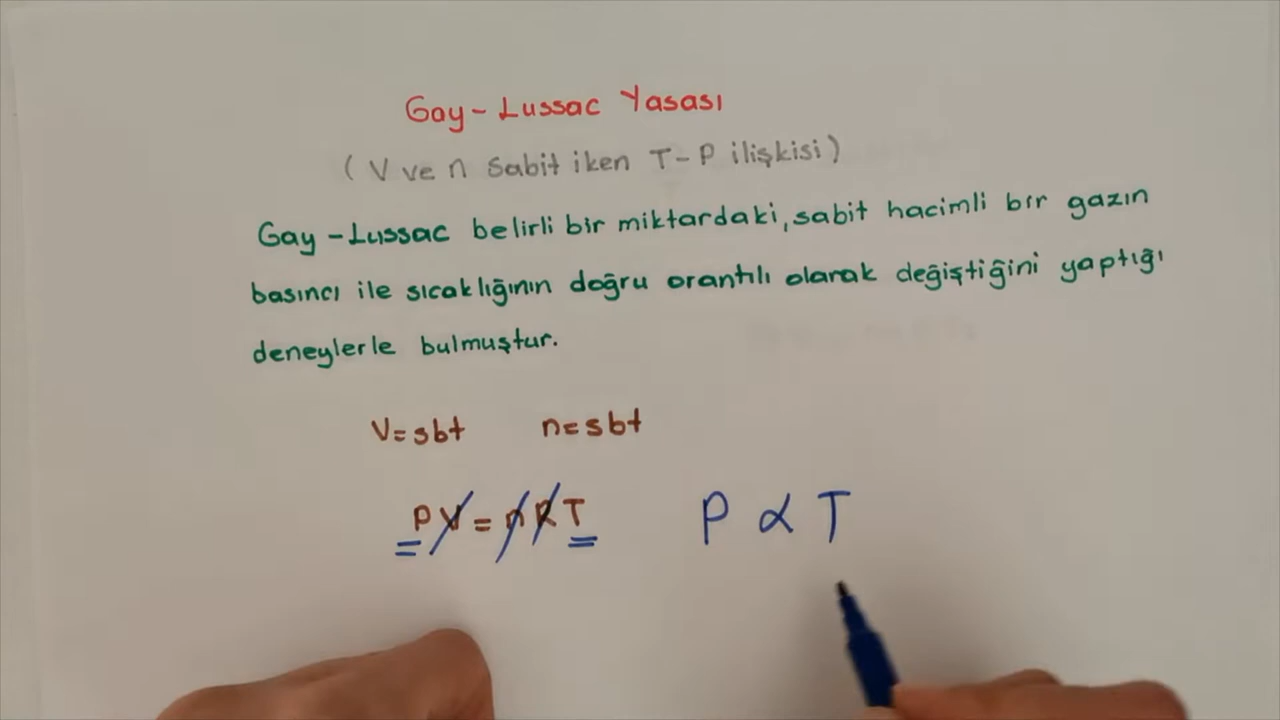 Gay-Lussac Yasası
(V ve n sabit iken T-P ilişkisi)
Gay-Lussac belirli bir miktardaki, sabit hacimli bir gazın
basıncı ile sıcaklığının doğru orantılı olarak değiştiğini yaptığı
deneylerle bulmuştur.
V=sbt n=sbt
PV=nRT P ∝ T